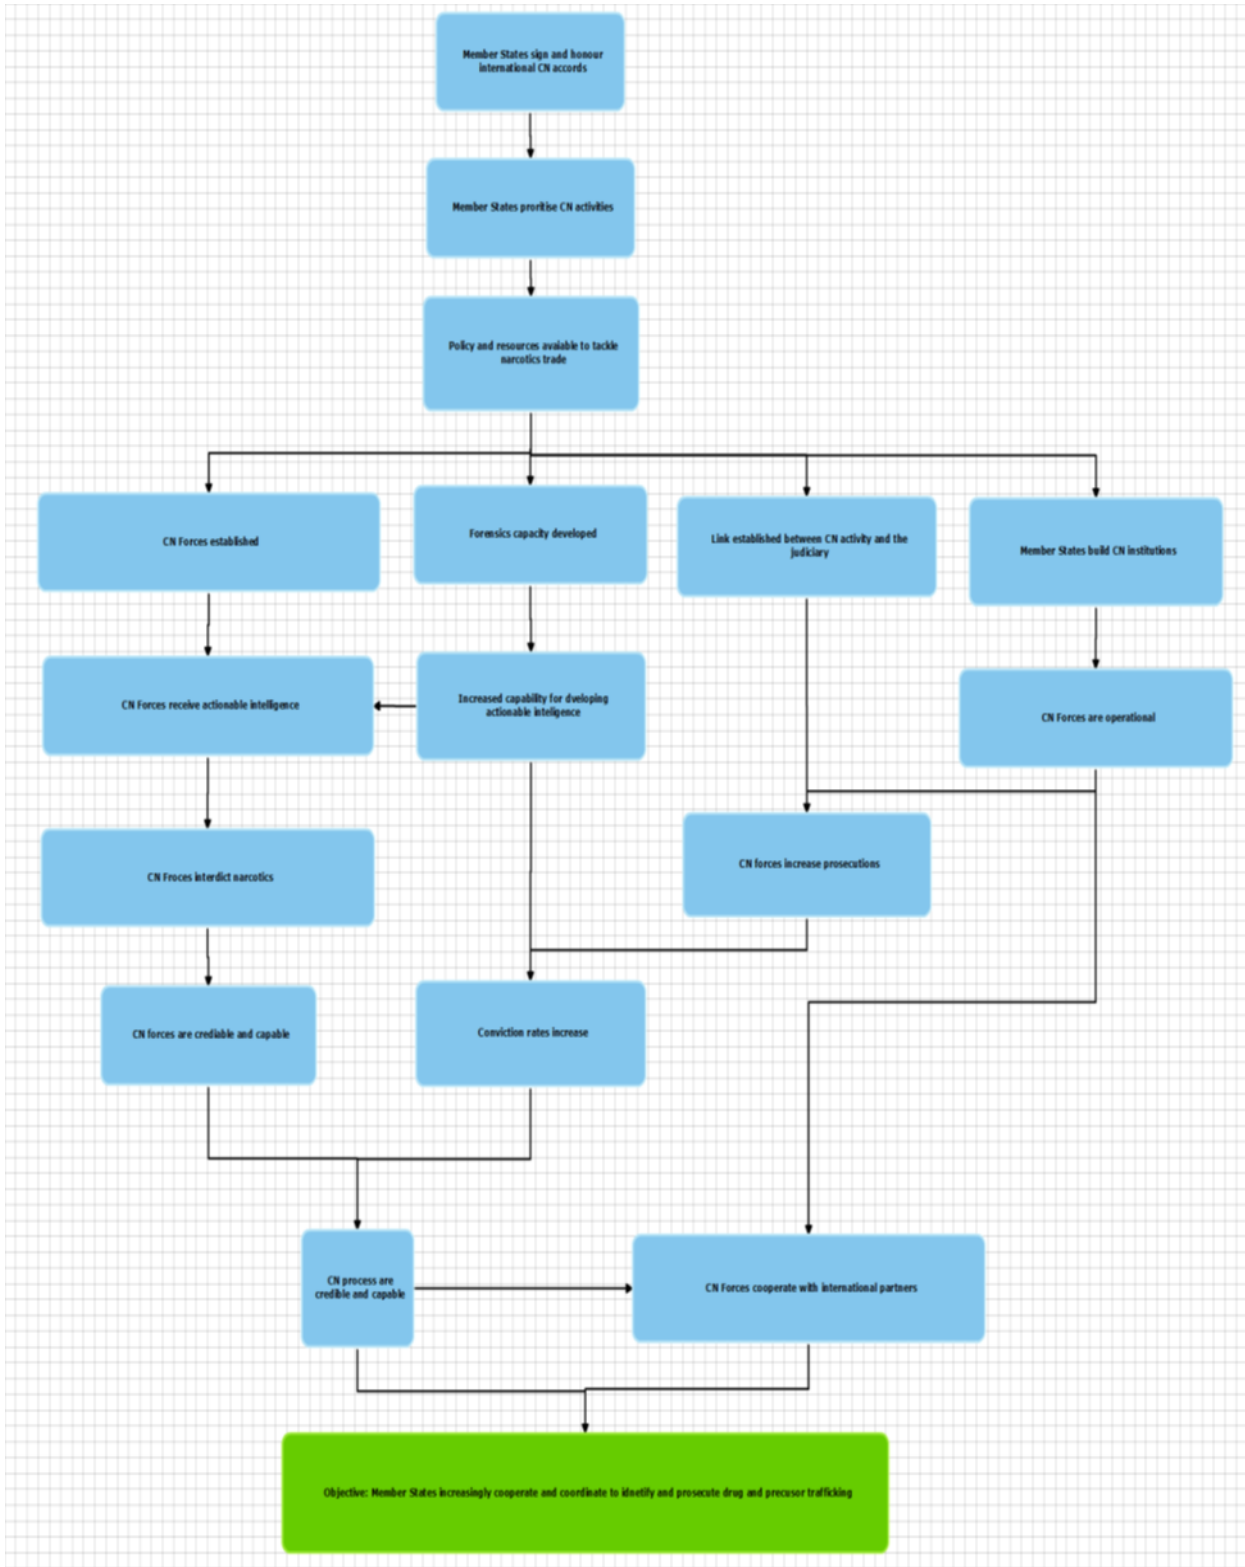 Member States sign and honour
international CN accords
Member States proritise CN activities
Policy and resources avaiable to tackle
narcotics trade
CN Forces established
Forensics capacity developed
Link established between CN activity and the
judiciary
Member States build CN institutions
CN Forces receive actionable intelligence
Increased capability for dveloping
actionable inteligence
CN Forces are operational
CN Froces interdict narcotics
CN forces increase prosecutions
CN forces are crediable and capable
Conviction rates increase
CN process are
credible and capable
CN Forces cooperate with international partners
Objective: Member States increasingly cooperate and coordinate to idnetify and prosecute drug and precusor trafficking